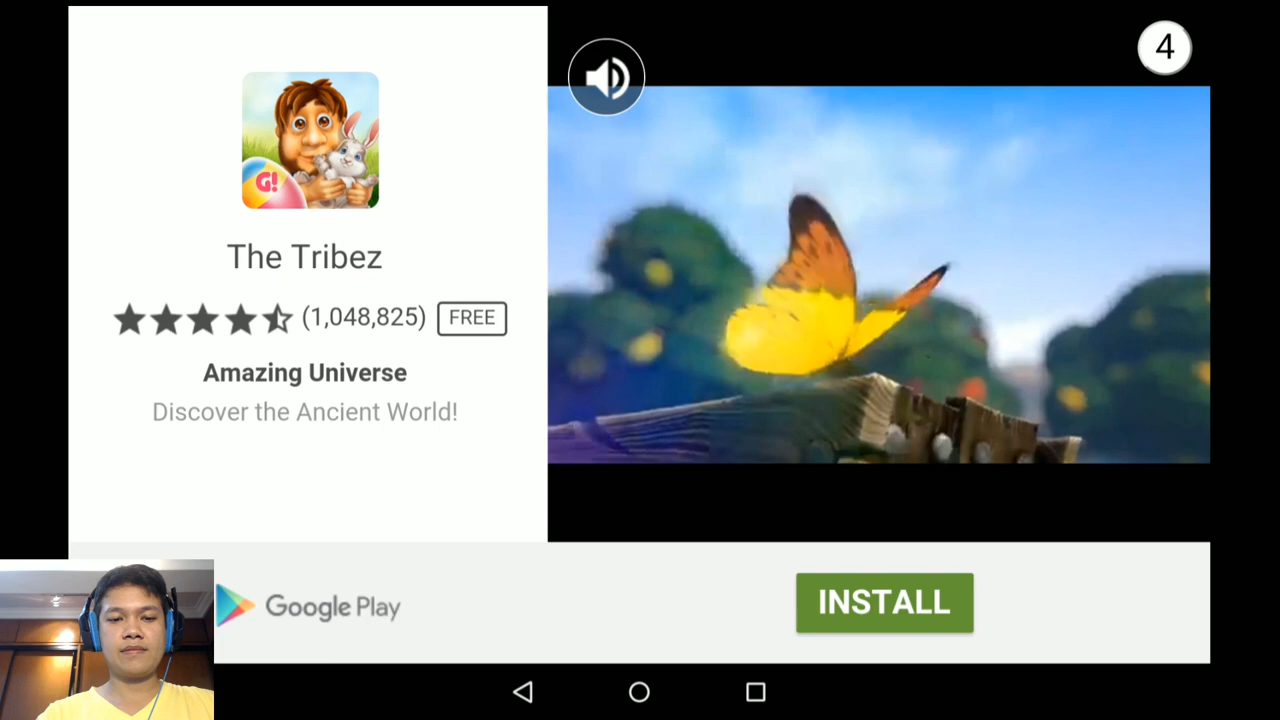 4
G!
The Tribez
(1,048,825) FREE
Amazing Universe
Discover the Ancient World!
Google Play
INSTALL